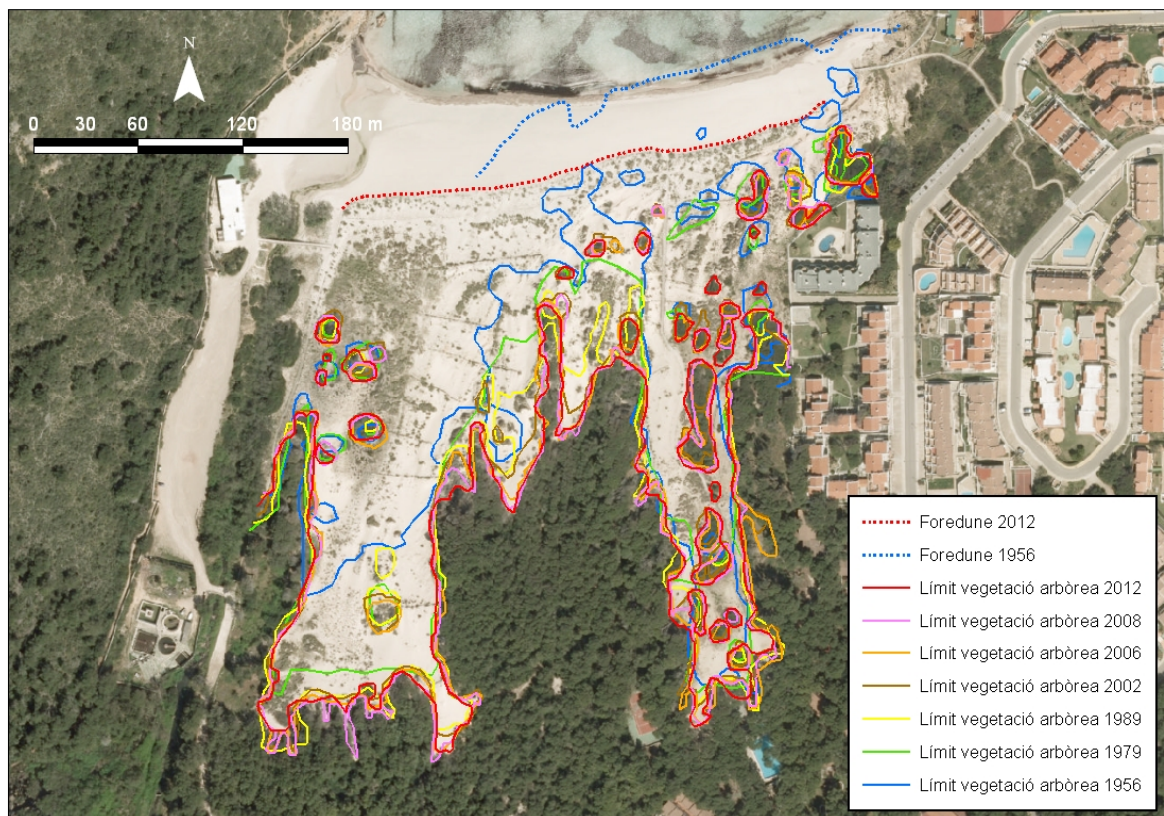 N
0 30 60 120 180 m
Foredune 2012
Foredune 1956
Límit vegetació arbòrea 2012
Límit vegetació arbòrea 2008
Límit vegetació arbòrea 2006
Límit vegetació arbòrea 2002
Límit vegetació arbòrea 1989
Límit vegetació arbòrea 1979
Límit vegetació arbòrea 1956